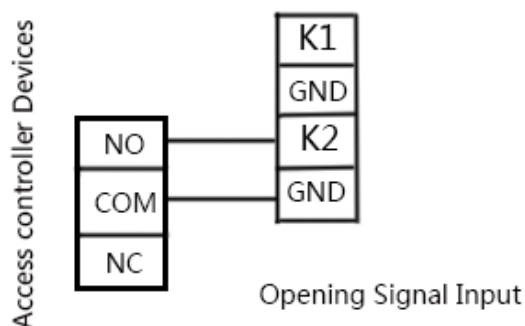 Access controller Devices
NO
COM
NC
K1
GND
K2
GND
Opening Signal Input